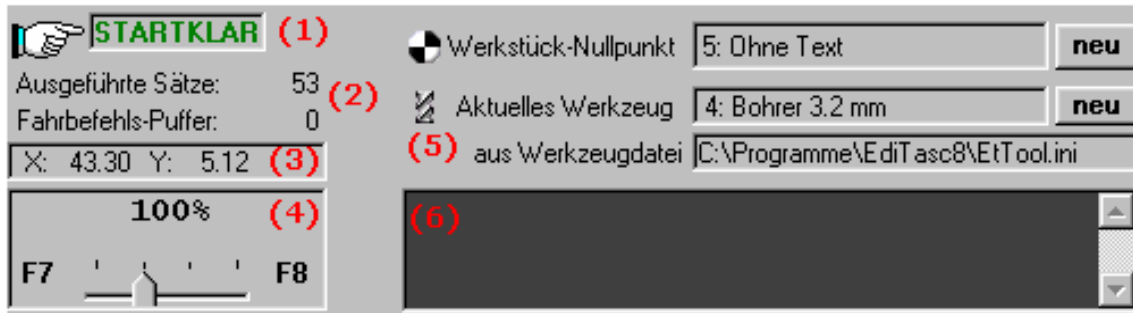 STARTKLAR (1)
Ausgeführte Sätze: 53
(2)
Fahrbefehls-Puffer: 0
X: 43.30 Y: 5.12 (3)
100% (4)
F7 F8
Werkstück-Nullpunkt 5: Ohne Text neu
Aktuelles Werkzeug 4: Bohrer 3.2 mm neu
(5) aus Werkzeugdatei C:\Programme\EdiTasc8\EtTool.ini
(6)